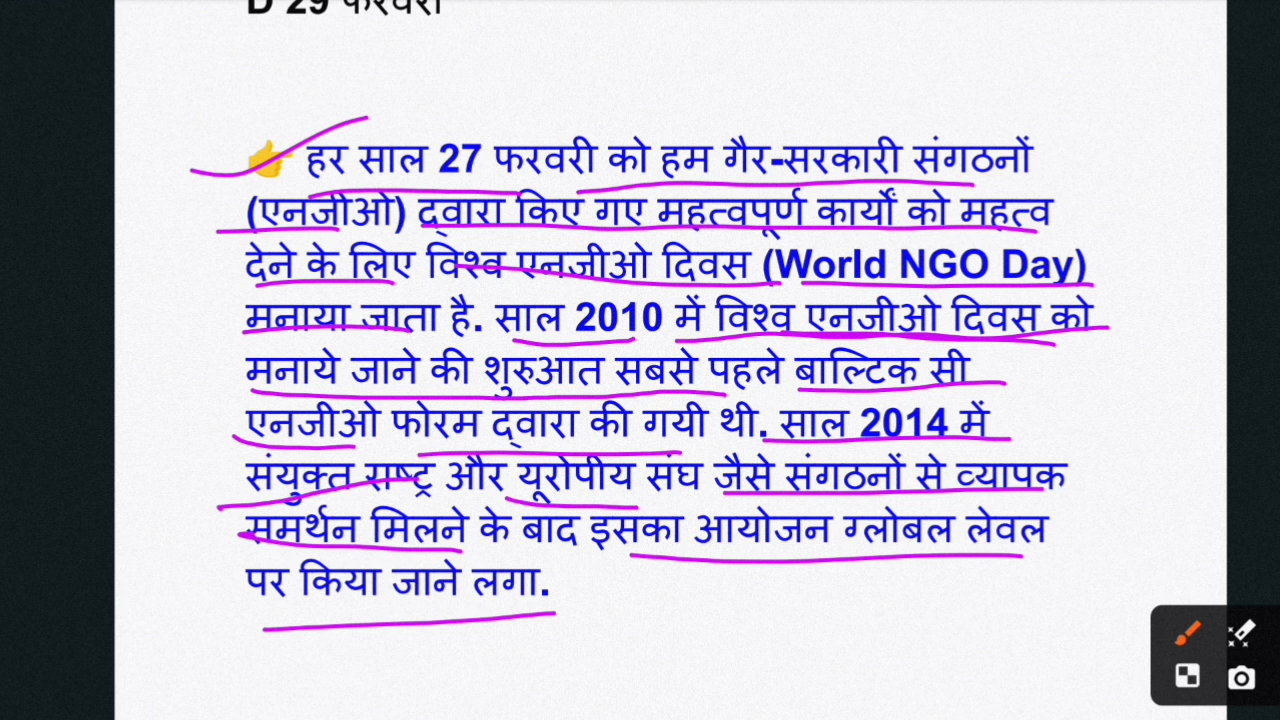 D 29 फरवरी
👉 हर साल 27 फरवरी को हम गैर-सरकारी संगठनों
(एनजीओ) द्वारा किए गए महत्वपूर्ण कार्यों को महत्व
देने के लिए विश्व एनजीओ दिवस (World NGO Day)
मनाया जाता है. साल 2010 में विश्व एनजीओ दिवस को
मनाये जाने की शुरुआत सबसे पहले बाल्टिक सी
एनजीओ फोरम द्वारा की गयी थी. साल 2014 में
संयुक्त राष्ट्र और यूरोपीय संघ जैसे संगठनों से व्यापक
समर्थन मिलने के बाद इसका आयोजन ग्लोबल लेवल
पर किया जाने लगा.